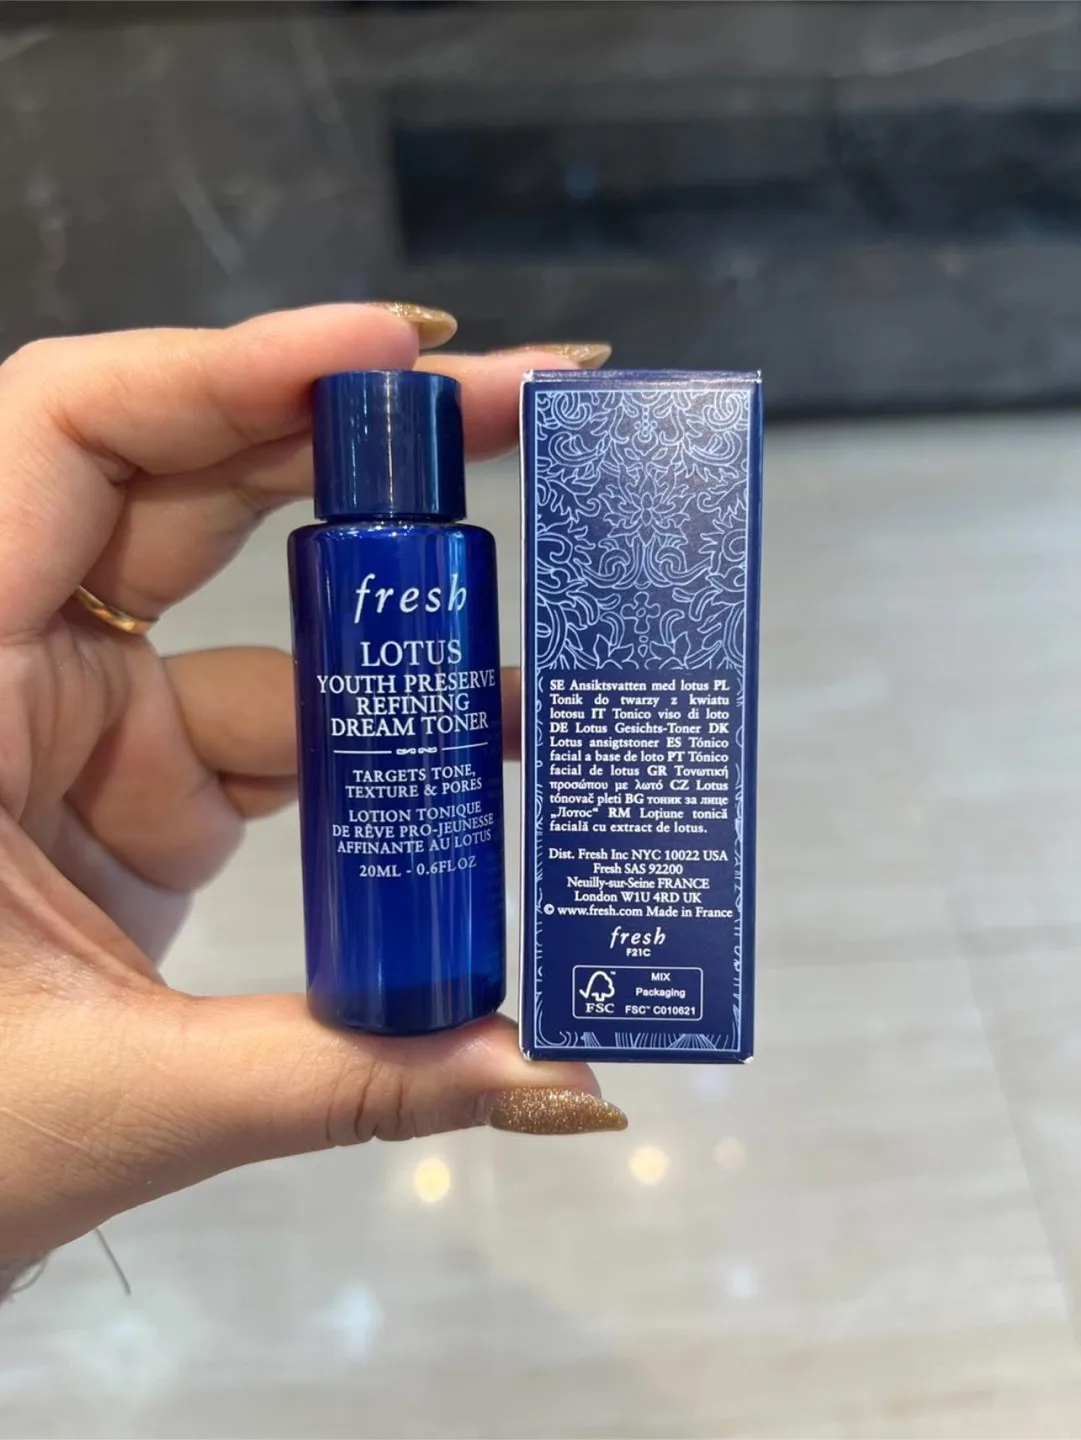 fresh
LOTUS
YOUTH PRESERVE
REFINING
DREAM TONER
TARGETS TONE,
TEXTURE & PORES
LOTION TONIQUE
DE RÊVE PRO-JEUNESSE
AFFINANTE AU LOTUS
20ML - 0.6FL OZ
SE Ansiktsvatten med lotus PL
Tonik do twarzy z kwiatu
lotosu IT Tonico viso di loto
DE Lotus Gesichts-Toner DK
Lotus ansigtstoner ES Tónico
facial a base de loto PT Tónico
facial de lotus GR Τονωτική
προσώπου με λωτό CZ Lotus
tónovač pleti BG тоник за лице
„Лотос“ RM Loțiune tonică
facială cu extract de lotus.
Dist. Fresh Inc NYC 10022 USA
Fresh SAS 92200
Neuilly-sur-Seine FRANCE
London W1U 4RD UK
© www.fresh.com Made in France
fresh
F21C
MIX
Packaging
FSC™ C010621
FSC